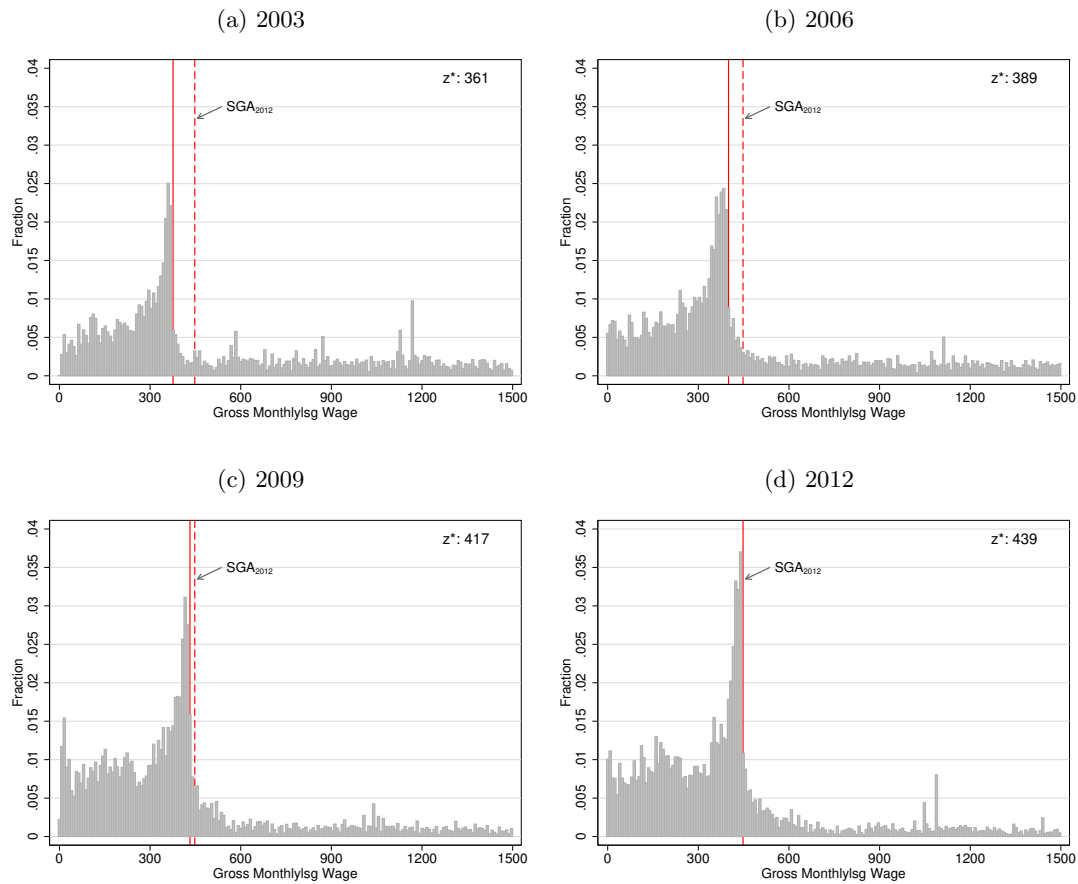 (a) 2003
z*: 361
SGA2012
Fraction
0 .005 .01 .015 .02 .025 .03 .035 .04
0 300 600 900 1200 1500
Gross Monthlylsg Wage
(b) 2006
z*: 389
SGA2012
Fraction
0 .005 .01 .015 .02 .025 .03 .035 .04
0 300 600 900 1200 1500
Gross Monthlylsg Wage
(c) 2009
z*: 417
SGA2012
Fraction
0 .005 .01 .015 .02 .025 .03 .035 .04
0 300 600 900 1200 1500
Gross Monthlylsg Wage
(d) 2012
z*: 439
SGA2012
Fraction
0 .005 .01 .015 .02 .025 .03 .035 .04
0 300 600 900 1200 1500
Gross Monthlylsg Wage